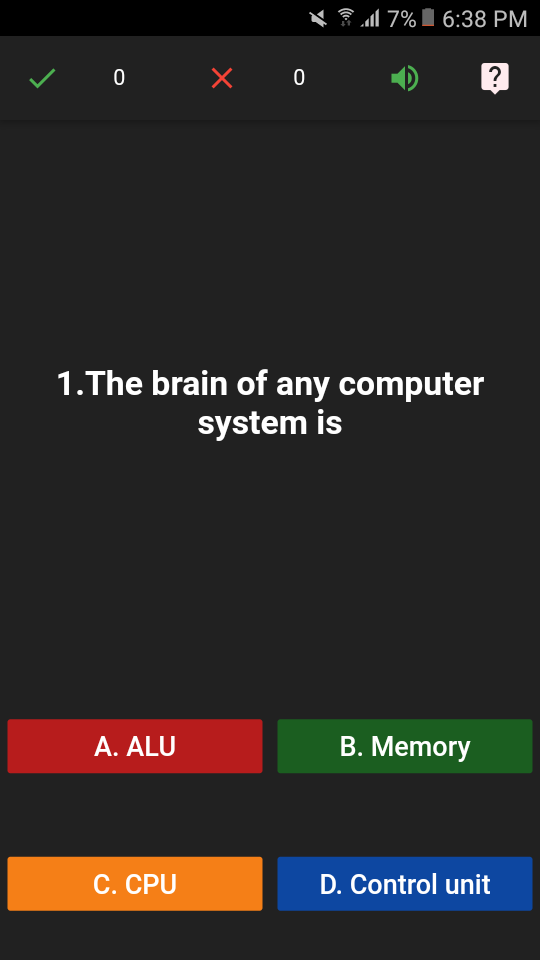 7% 6:38 PM
0 0 ?
1.The brain of any computer
system is
A. ALU B. Memory
C. CPU D. Control unit